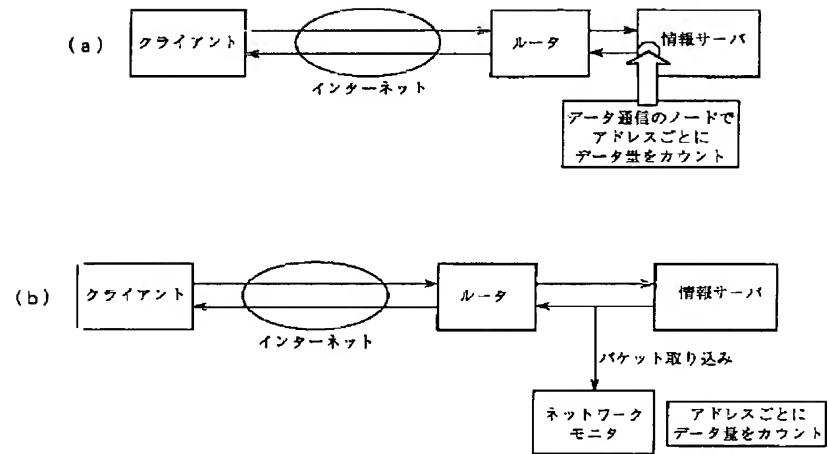 (a)
クライアント
インターネット
ルータ
情報サーバ
データ通信のノードで
アドレスごとに
データ量をカウント
(b)
クライアント
インターネット
ルータ
情報サーバ
パケット取り込み
ネットワーク
モニタ
アドレスごとに
データ量をカウント